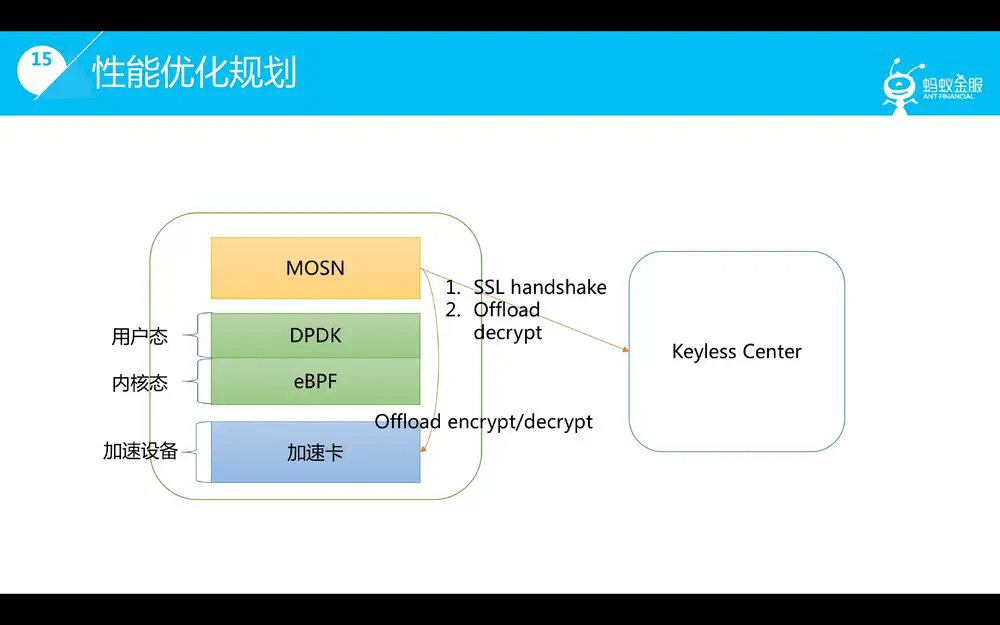 15
性能优化规划
蚂蚁金服
ANT FINANCIAL
MOSN
1. SSL handshake
2. Offload
decrypt
用户态
DPDK
Keyless Center
内核态
eBPF
Offload encrypt/decrypt
加速设备
加速卡